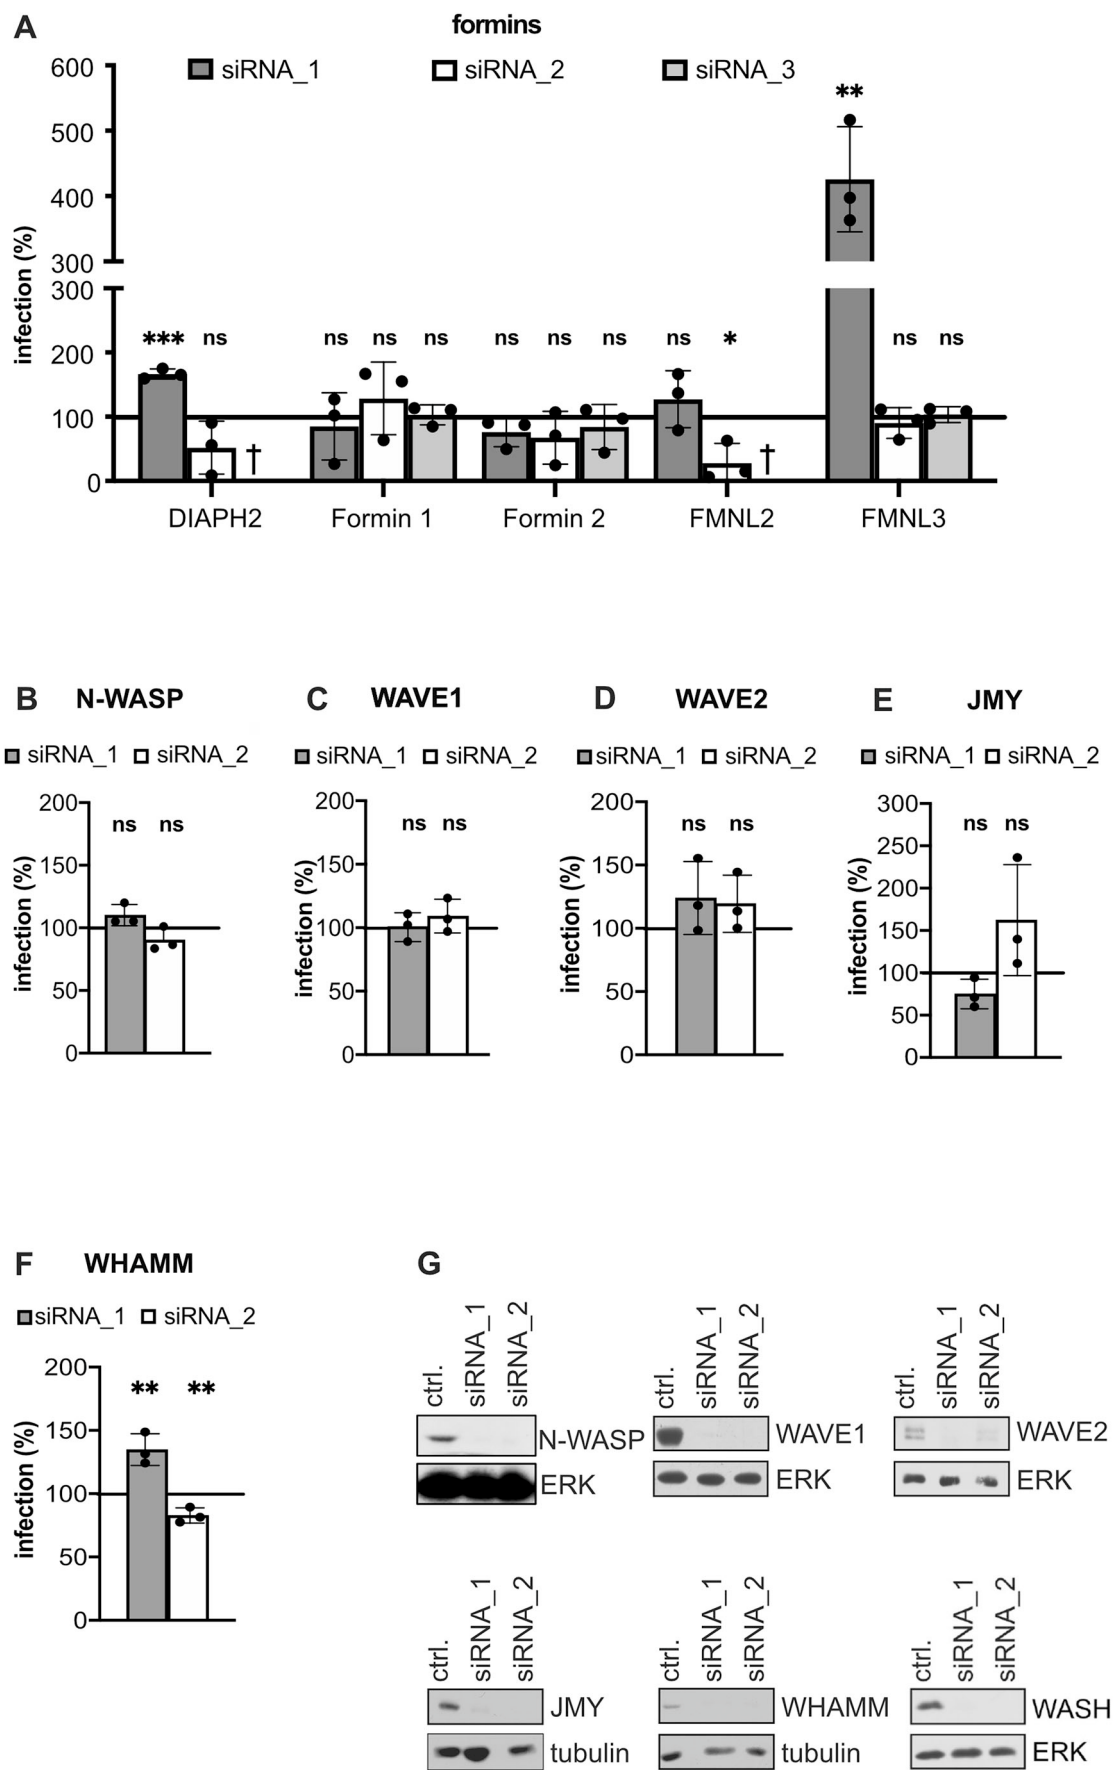 A
formins
siRNA_1 siRNA_2 siRNA_3
infection (%)
600
500
400
300
300
200
100
0
**
*** ns ns ns ns ns ns ns ns * ns ns
† †
DIAPH2 Formin 1 Formin 2 FMNL2 FMNL3
B N-WASP
siRNA_1 siRNA_2
infection (%)
200
150
100
50
0
ns ns
C WAVE1
siRNA_1 siRNA_2
infection (%)
200
150
100
50
0
ns ns
D WAVE2
siRNA_1 siRNA_2
infection (%)
200
150
100
50
0
ns ns
E JMY
siRNA_1 siRNA_2
infection (%)
300
250
200
150
100
50
0
ns ns
F WHAMM
siRNA_1 siRNA_2
infection (%)
200
150
100
50
0
** **
G
ctrl. siRNA_1 siRNA_2
N-WASP
ERK
ctrl. siRNA_1 siRNA_2
WAVE1
ERK
ctrl. siRNA_1 siRNA_2
WAVE2
ERK
ctrl. siRNA_1 siRNA_2
JMY
tubulin
ctrl. siRNA_1 siRNA_2
WHAMM
tubulin
ctrl. siRNA_1 siRNA_2
WASH
ERK